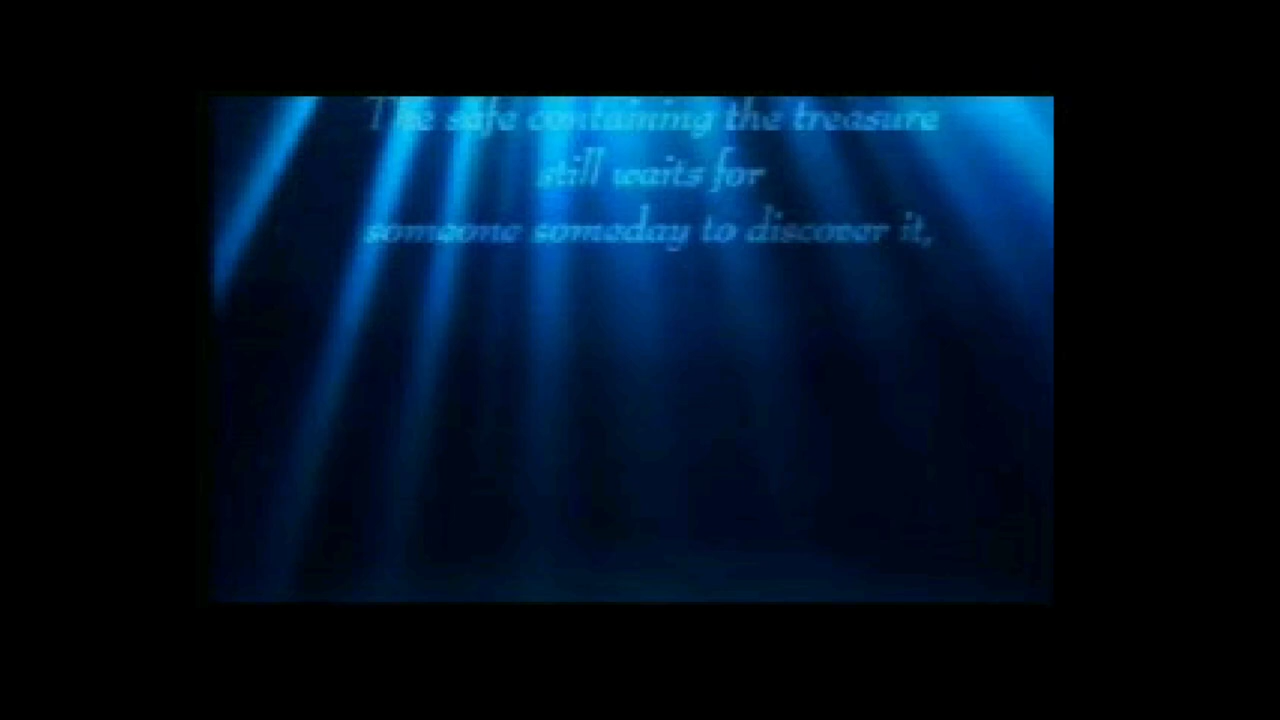 The safe containing the treasure
still waits for
someone someday to discover it,